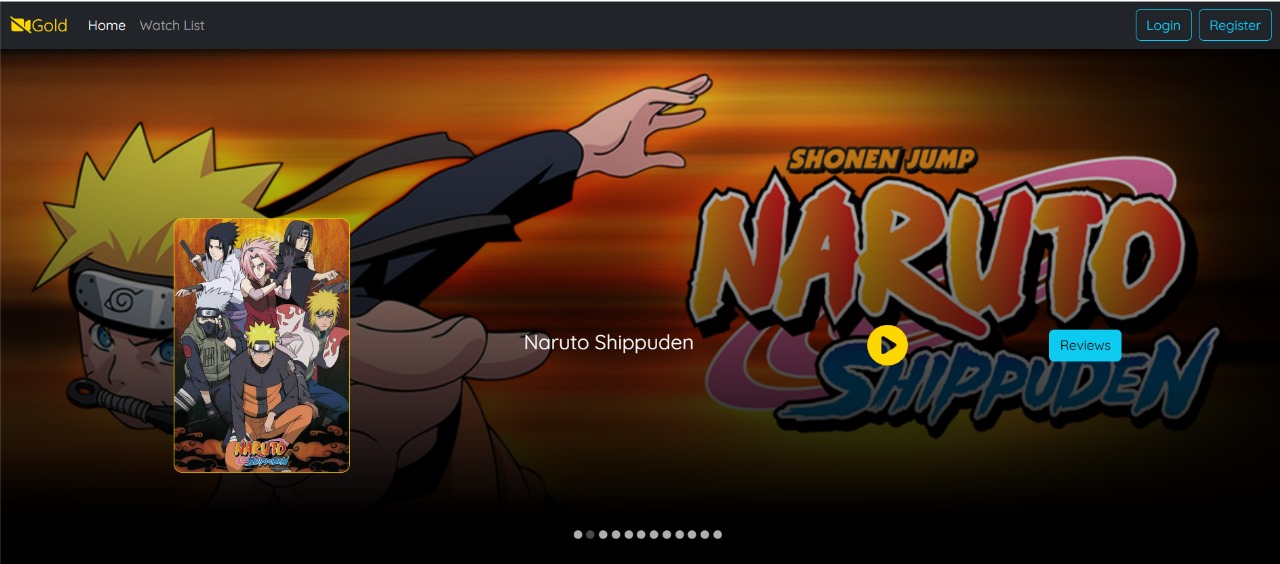 Gold
Home
Watch List
Login
Register
SHONEN JUMP
NARUTO
SHIPPUDEN
Naruto Shippuden
Reviews
NARUTO
SHIPPUDEN